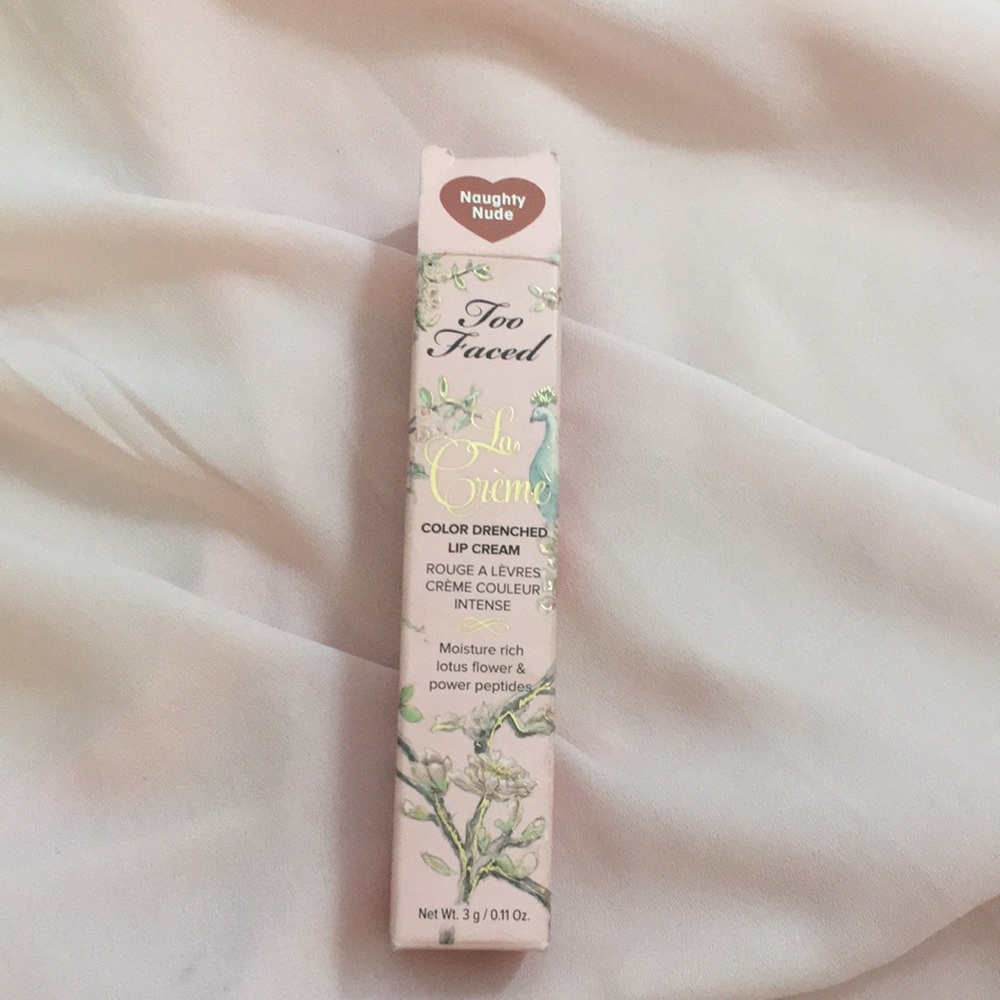 Naughty
Nude
Too
Faced
La
Crème
COLOR DRENCHED
LIP CREAM
ROUGE A LÈVRES
CRÈME COULEUR
INTENSE
Moisture rich
lotus flower &
power peptides
Net Wt. 3 g / 0.11 Oz.